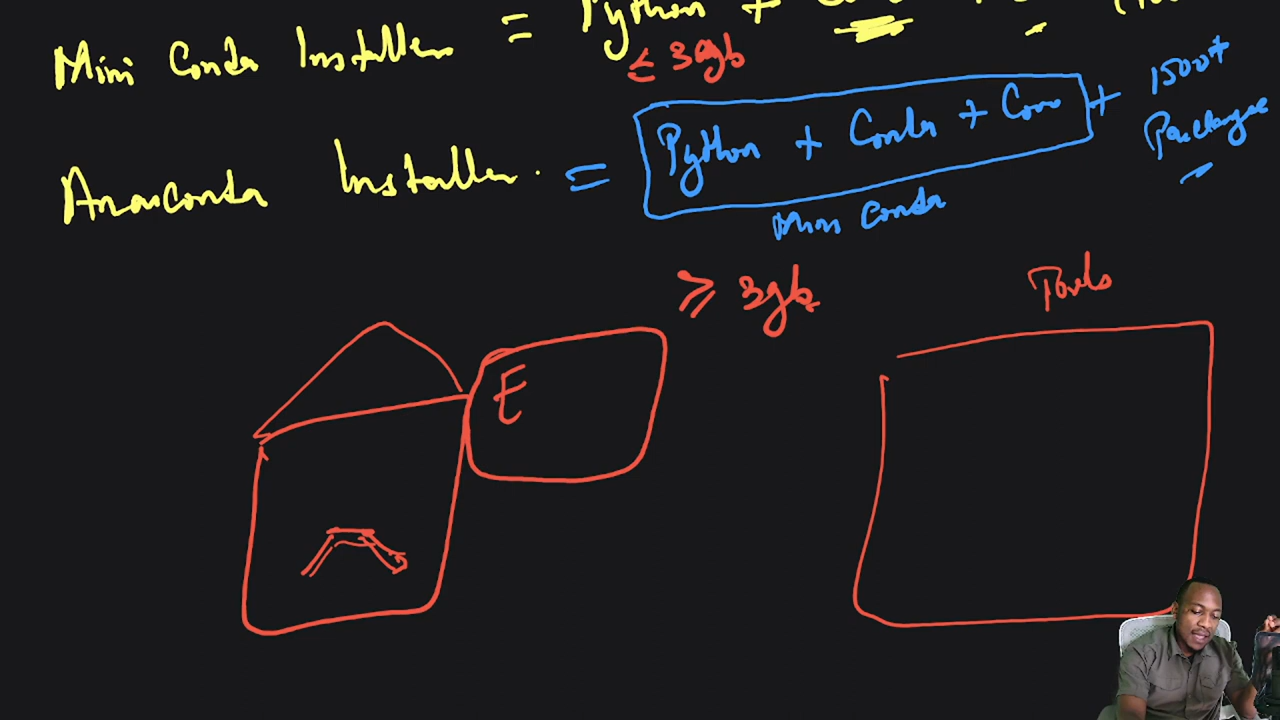 Mini Conda Installer = Python +
≤ 3gb
Anaconda Installer = Python + Conda + Core + 1500+ Packages
Mini Conda
≥ 3gb
Tools
E